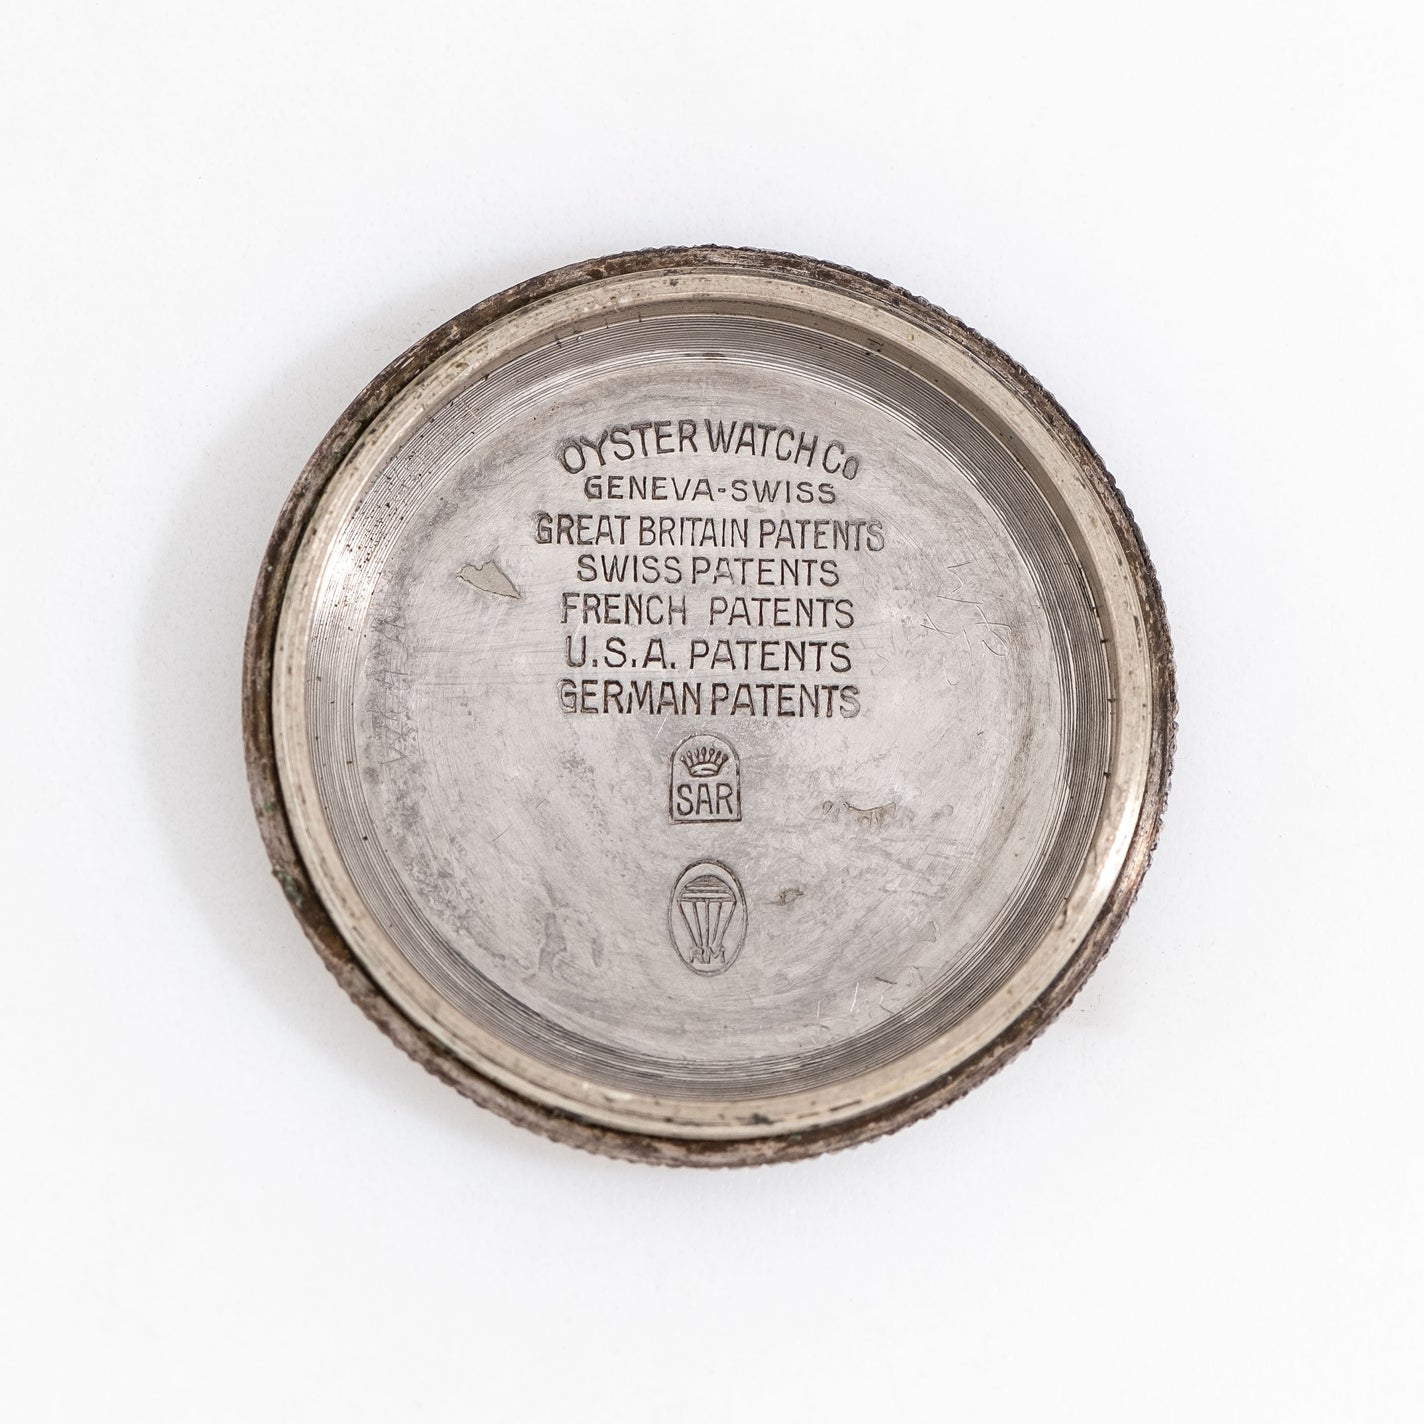 OYSTER WATCH Co
GENEVA-SWISS
GREAT BRITAIN PATENTS
SWISS PATENTS
FRENCH PATENTS
U.S.A. PATENTS
GERMAN PATENTS
SAR